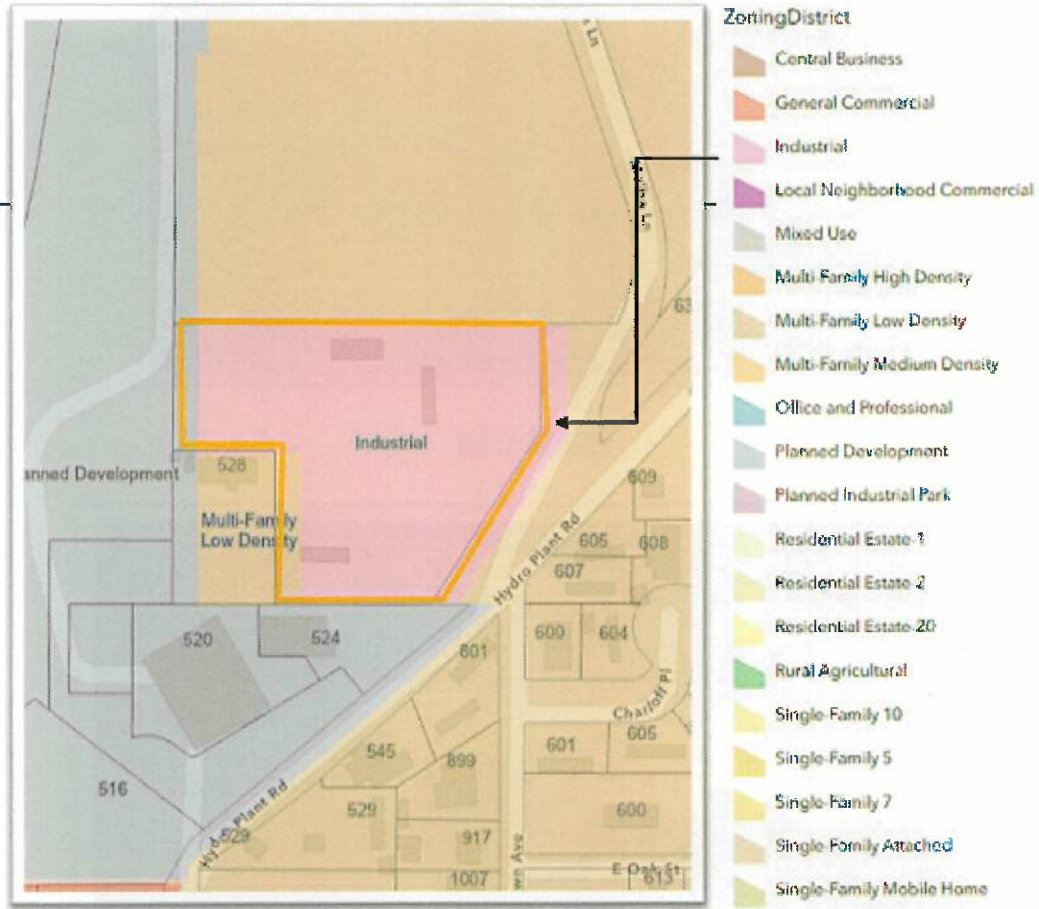 ZoningDistrict
Central Business
General Commercial
Industrial
Local Neighborhood Commercial
Mixed Use
Multi-Family High Density
Multi-Family Low Density
Multi-Family Medium Density
Office and Professional
Planned Development
Planned Industrial Park
Residential Estate-1
Residential Estate-2
Residential Estate-20
Rural Agricultural
Single-Family 10
Single-Family 5
Single-Family 7
Single-Family Attached
Single-Family Mobile Home
Ln
63
Industrial
anned Development
528
Multi-Family
Low Density
609
605
608
607
Hydro Plant Rd
520
524
600
604
601
Charloff Pl
545
899
601
605
516
529
600
Hydro Plant Rd
529
917
we Ave
E Oak St
1007
613